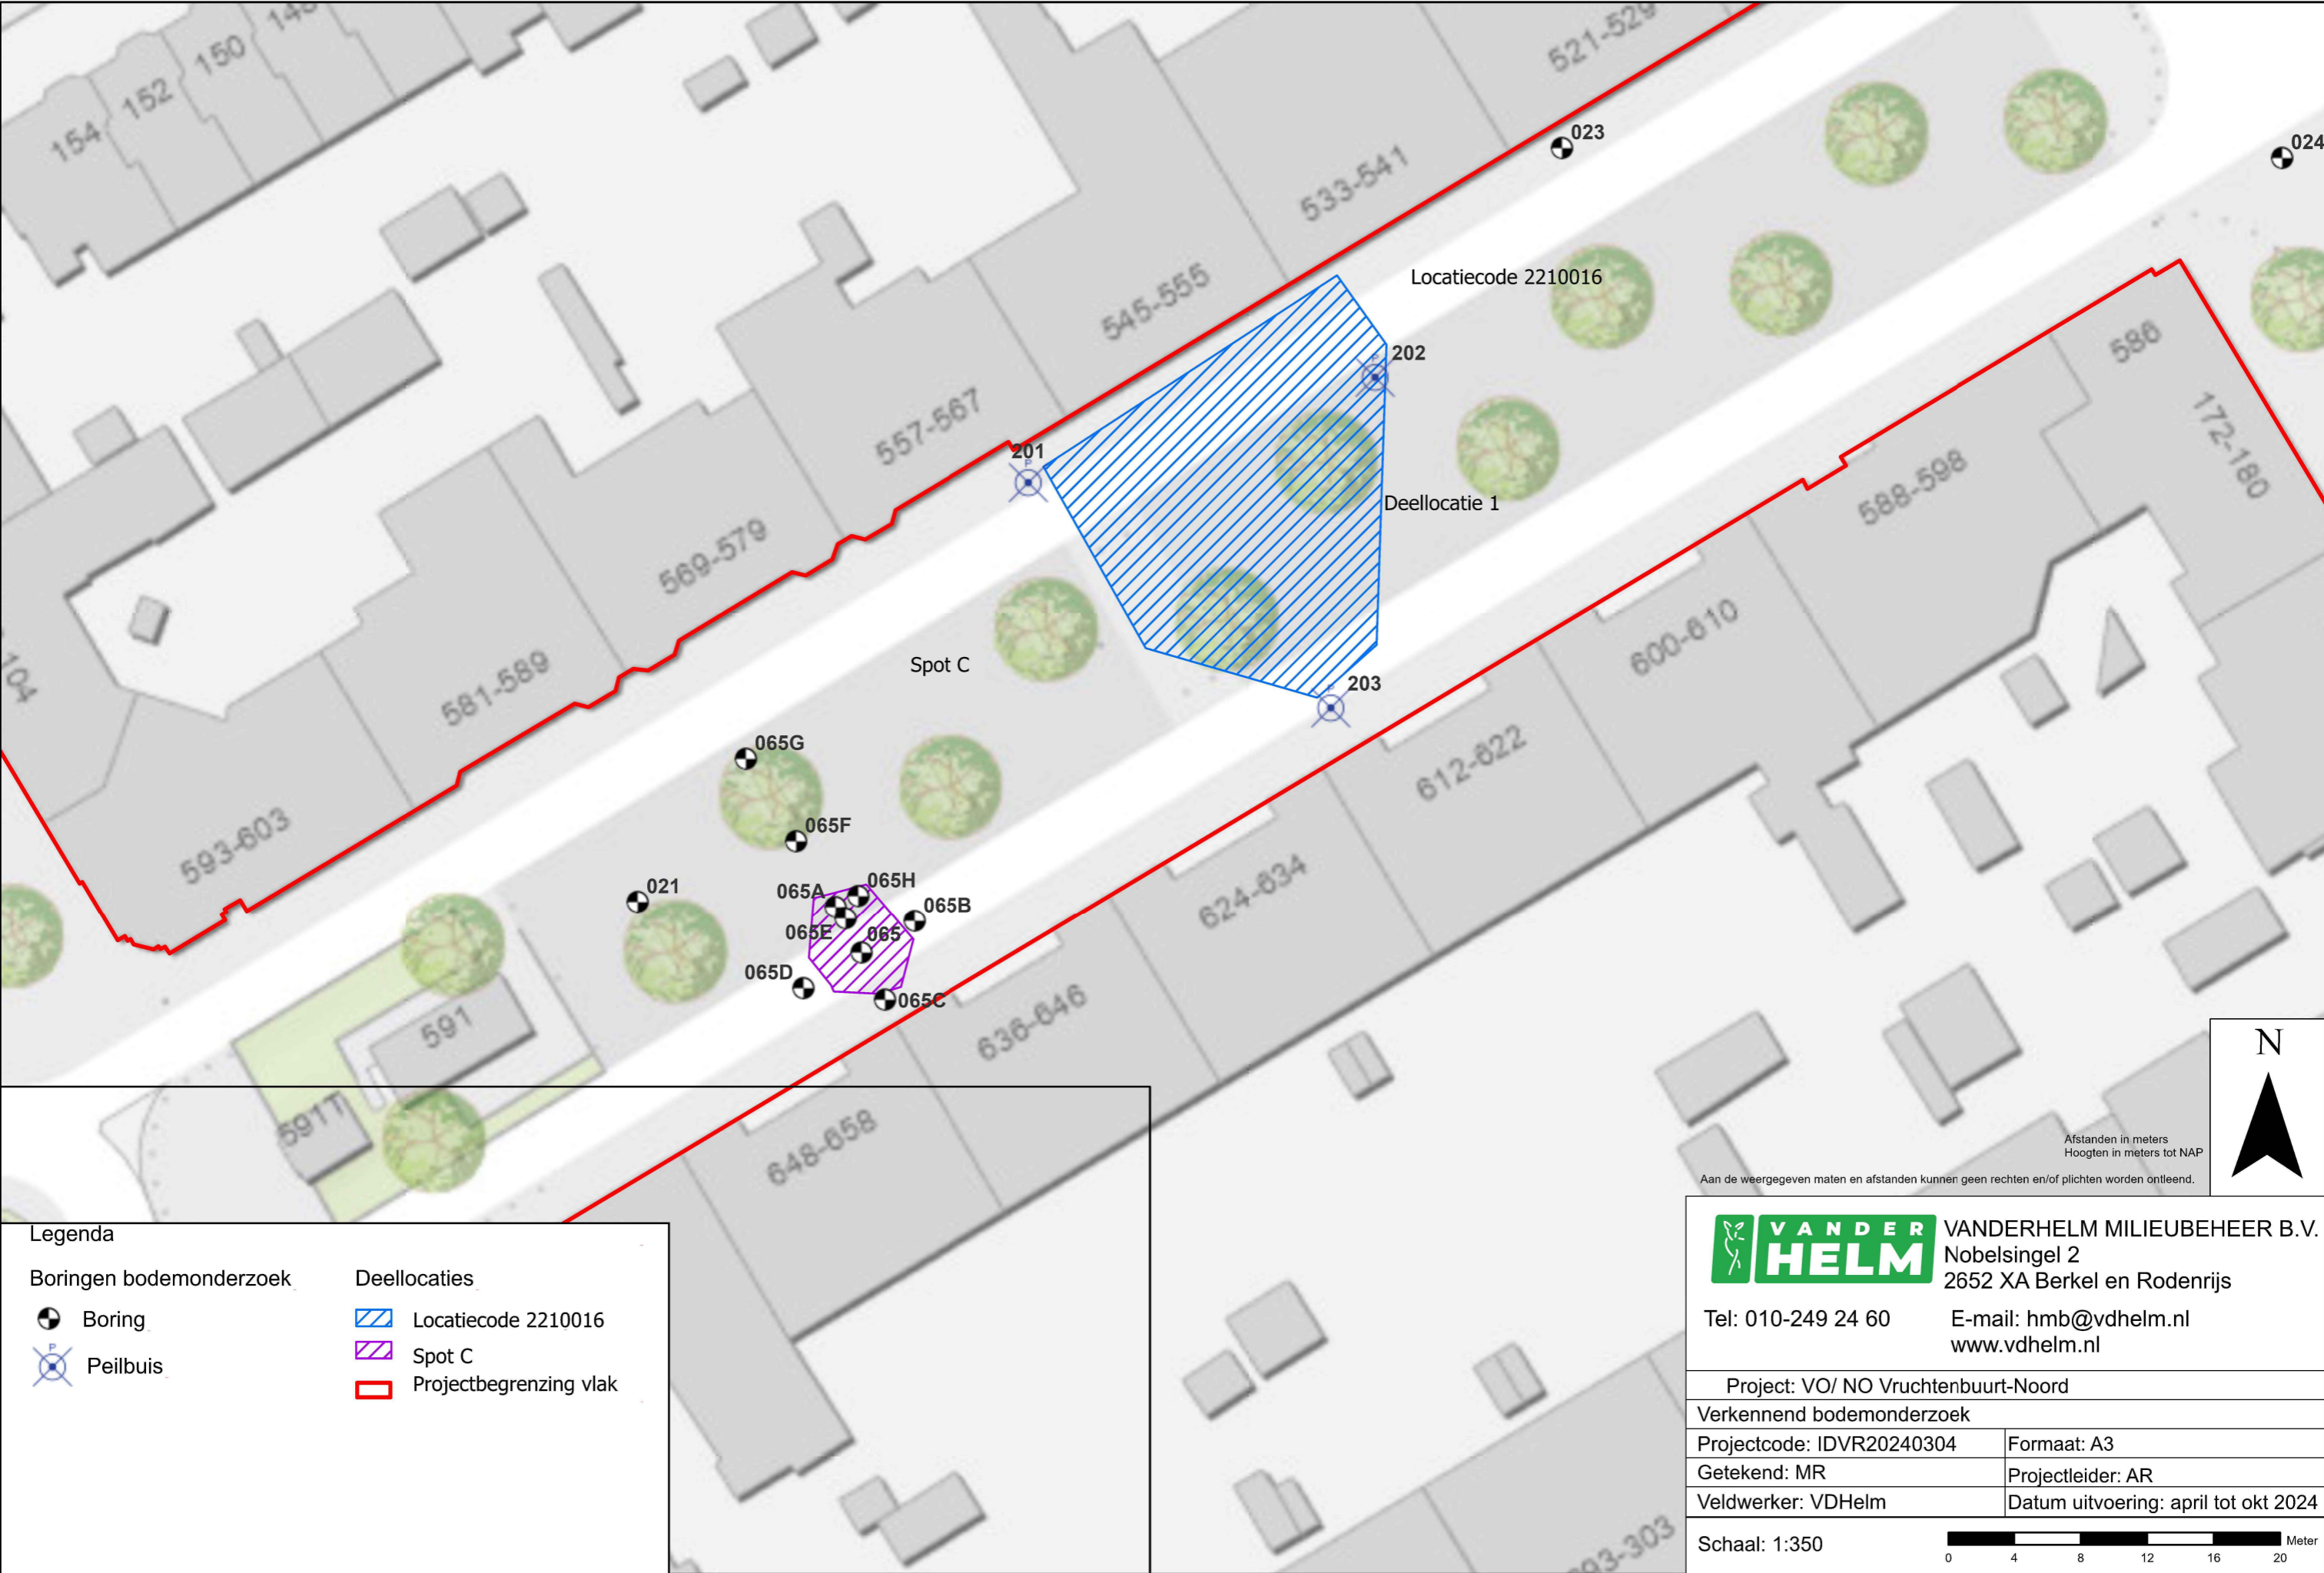 154
152
150
148
521-529
533-541
545-555
557-567
569-579
581-589
593-603
104
023
024
Locatiecode 2210016
202
201
Deellocatie 1
586
172-180
588-598
600-610
Spot C
203
612-622
065G
065F
624-634
021
065A
065H
065B
065E
065
065D
065C
636-646
591
591T
648-658
N
Afstanden in meters
Hoogten in meters tot NAP
Aan de weergegeven maten en afstanden kunnen geen rechten en/of plichten worden ontleend.
Legenda
Boringen bodemonderzoek
Boring
P
Peilbuis
Deellocaties
Locatiecode 2210016
Spot C
Projectbegrenzing vlak
VANDER
HELM
VANDERHELM MILIEUBEHEER B.V.
Nobelsingel 2
2652 XA Berkel en Rodenrijs
Tel: 010-249 24 60
E-mail: hmb@vdhelm.nl
www.vdhelm.nl
Project: VO/ NO Vruchtenbuurt-Noord
Verkennend bodemonderzoek
Projectcode: IDVR20240304
Formaat: A3
Getekend: MR
Projectleider: AR
Veldwerker: VDHelm
Datum uitvoering: april tot okt 2024
Schaal: 1:350
0 4 8 12 16 20 Meter